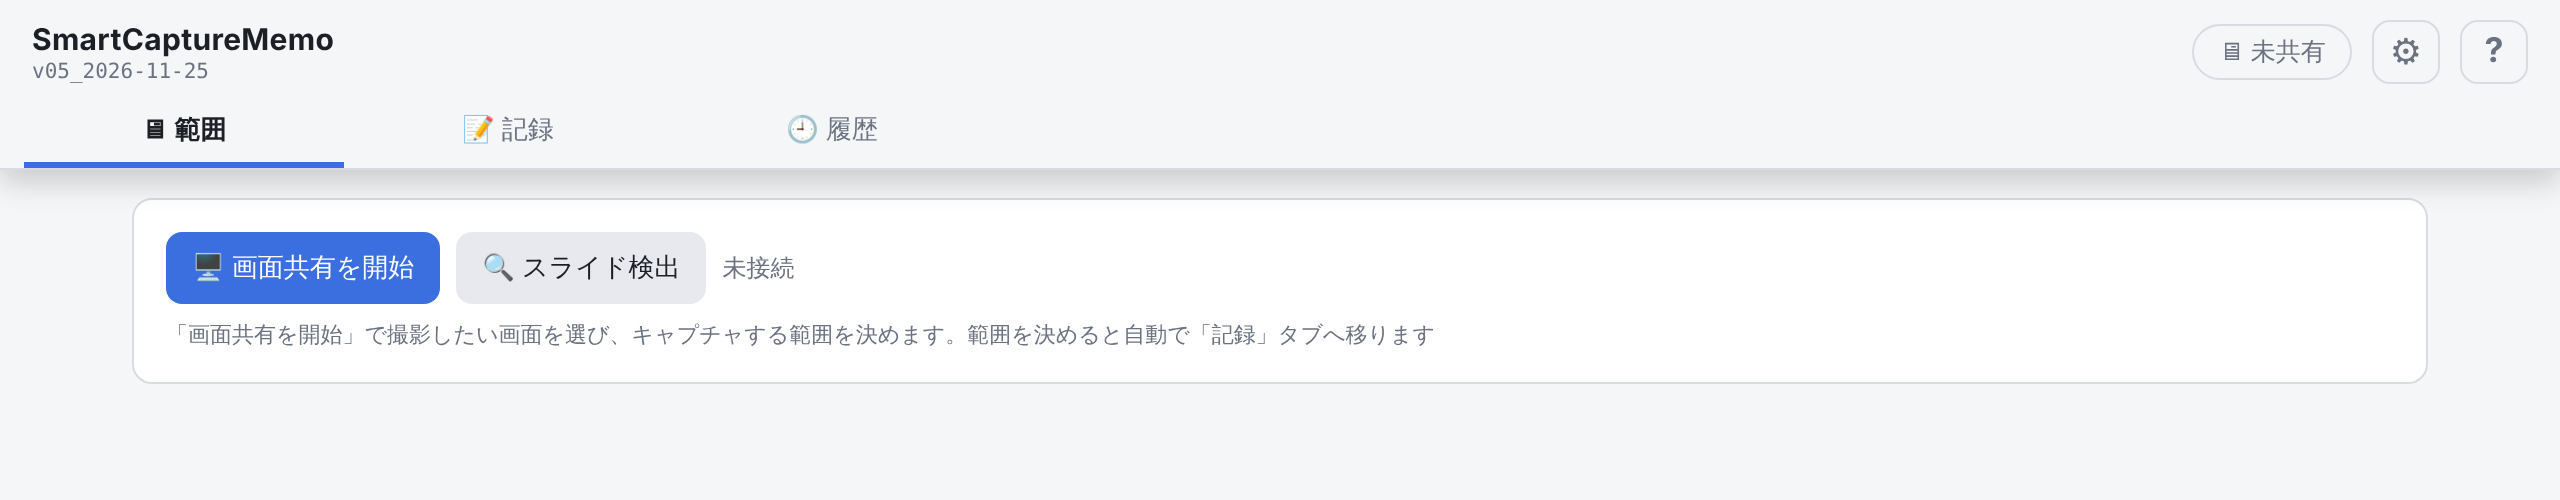 SmartCaptureMemo
v05_2026-11-25
🖥 未共有
⚙
?
🖥 範囲
📝 記録
🕘 履歴
🖥️ 画面共有を開始
🔍 スライド検出
未接続
「画面共有を開始」で撮影したい画面を選び、キャプチャする範囲を決めます。範囲を決めると自動で「記録」タブへ移ります